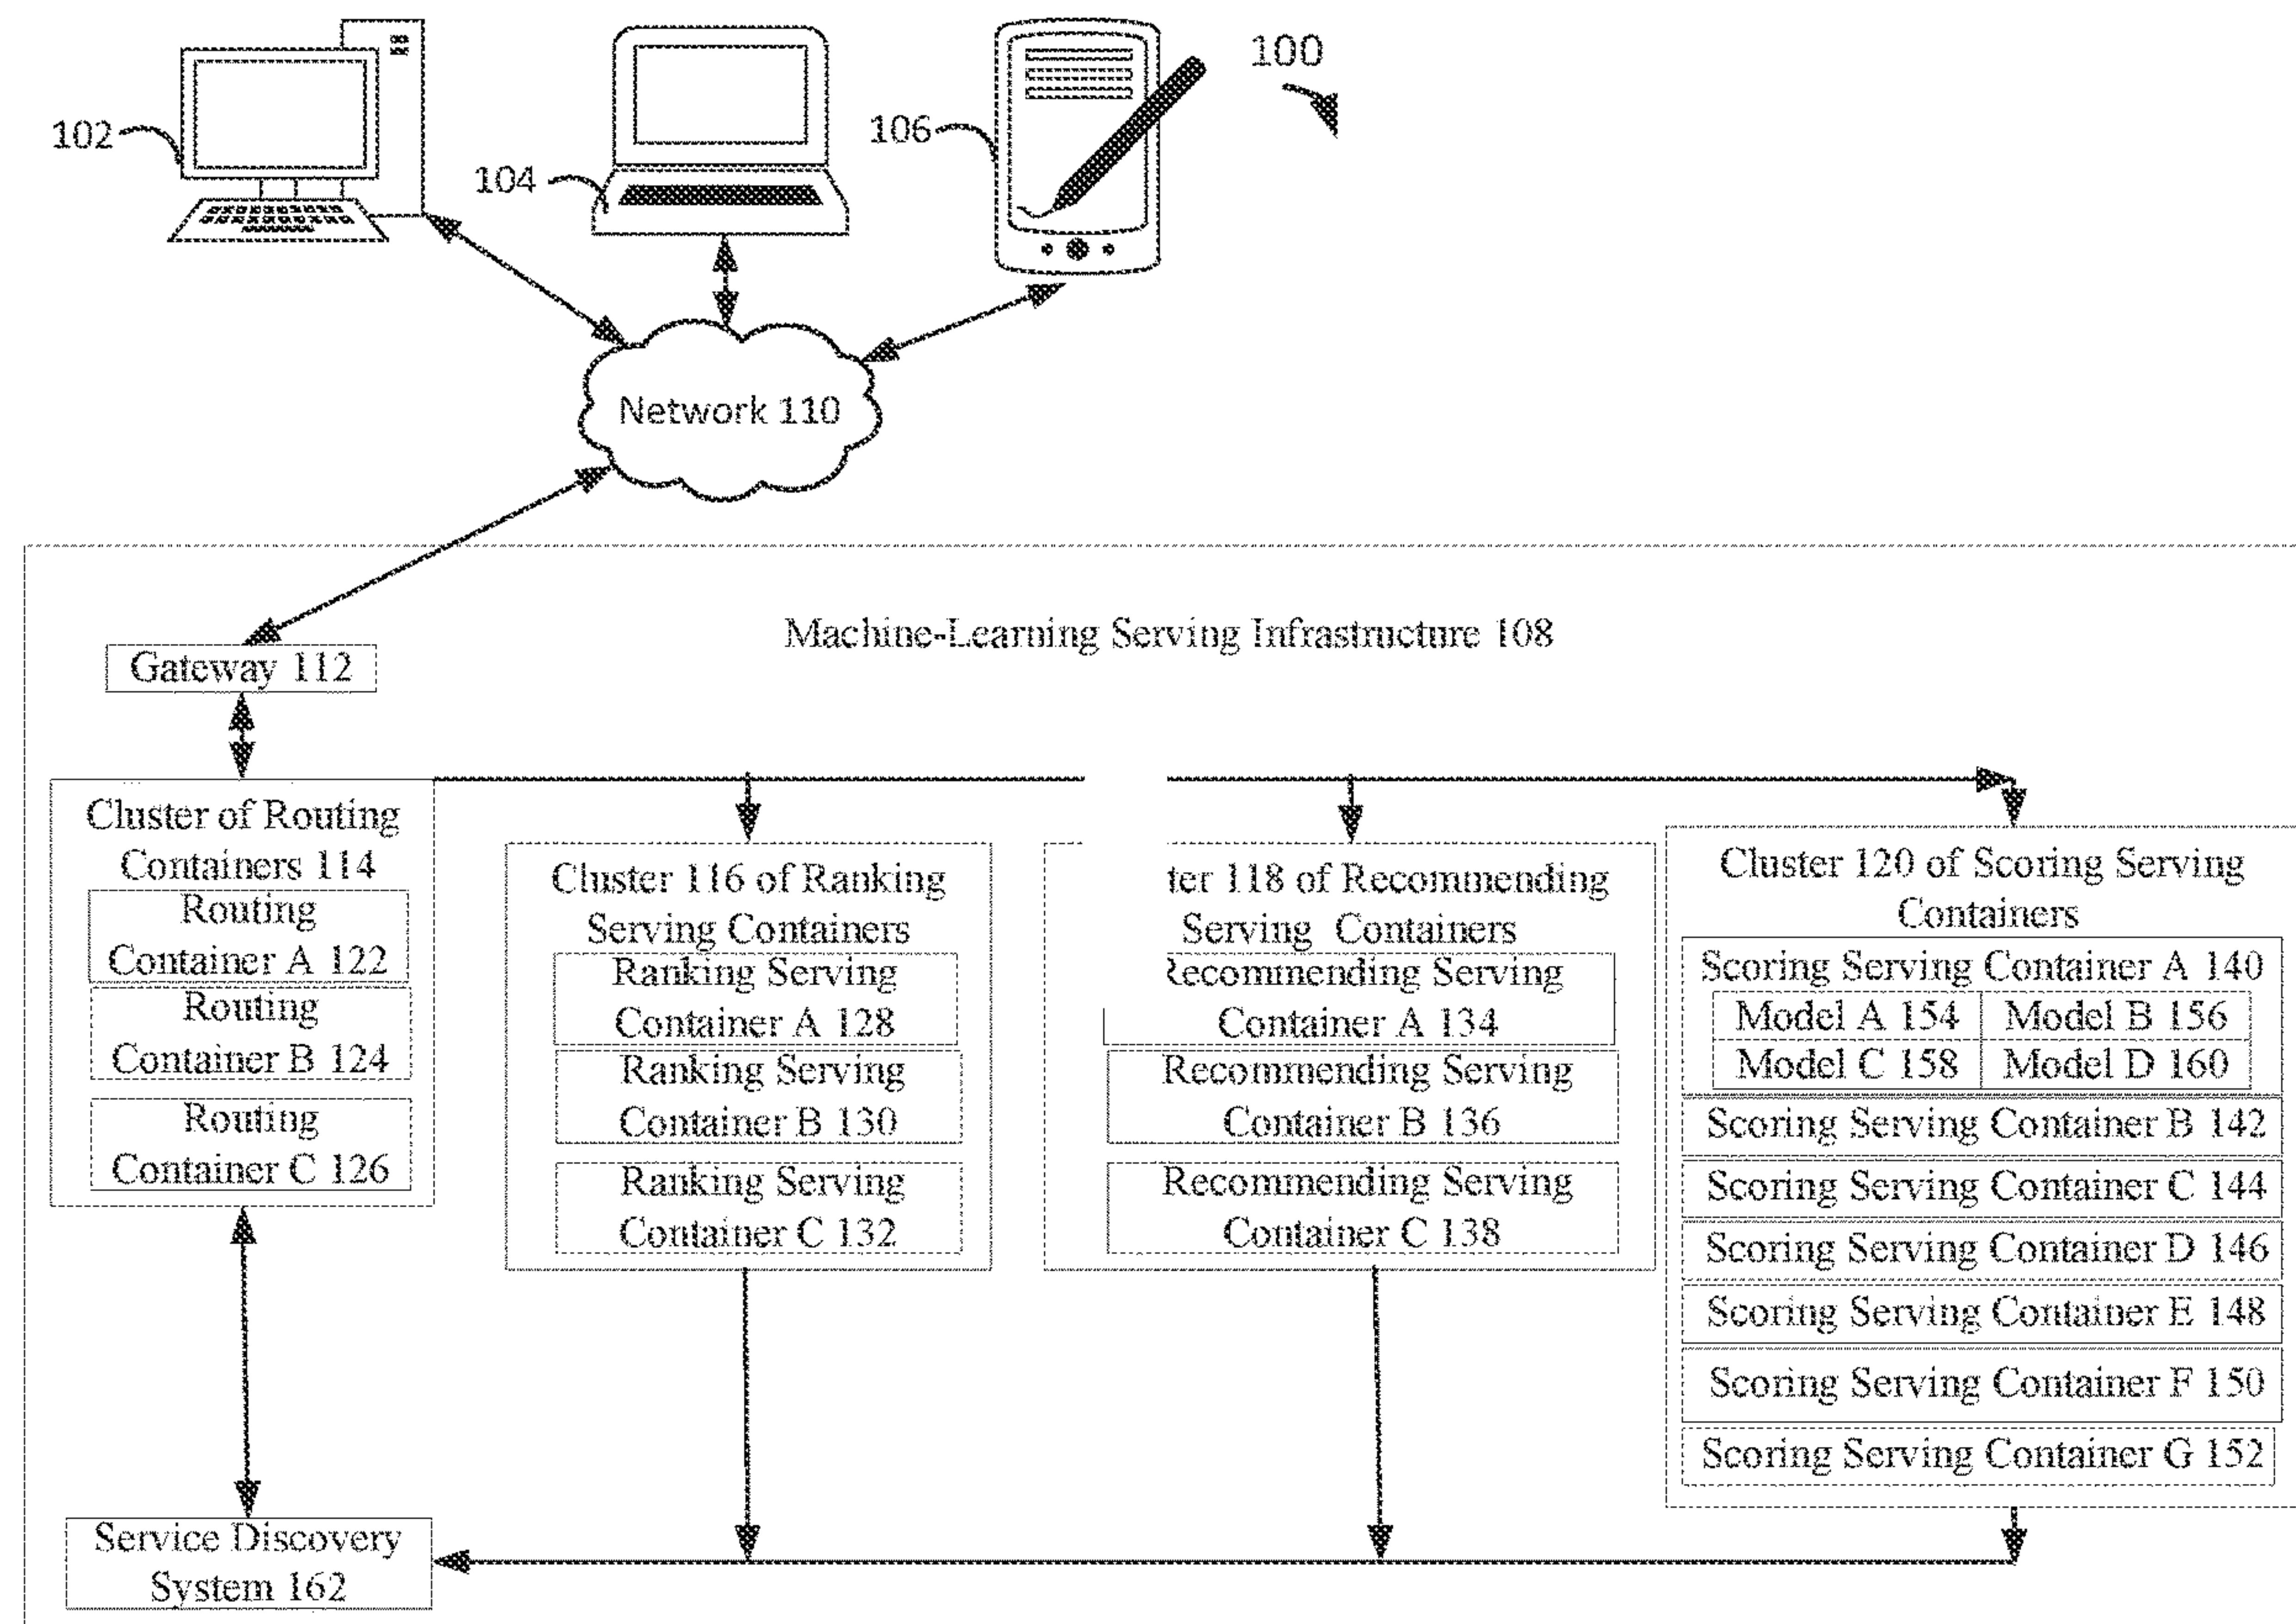 100
102
104
106
Network 110
Machine-Learning Serving Infrastructure 108
Gateway 112
Cluster of Routing
Containers 114
Routing
Container A 122
Routing
Container B 124
Routing
Container C 126
Cluster 116 of Ranking
Serving Containers
Ranking Serving
Container A 128
Ranking Serving
Container B 130
Ranking Serving
Container C 132
ter 118 of Recommending
Serving Containers
Recommending Serving
Container A 134
Recommending Serving
Container B 136
Recommending Serving
Container C 138
Cluster 120 of Scoring Serving
Containers
Scoring Serving Container A 140
Model A 154
Model B 156
Model C 158
Model D 160
Scoring Serving Container B 142
Scoring Serving Container C 144
Scoring Serving Container D 146
Scoring Serving Container E 148
Scoring Serving Container F 150
Scoring Serving Container G 152
Service Discovery
System 162